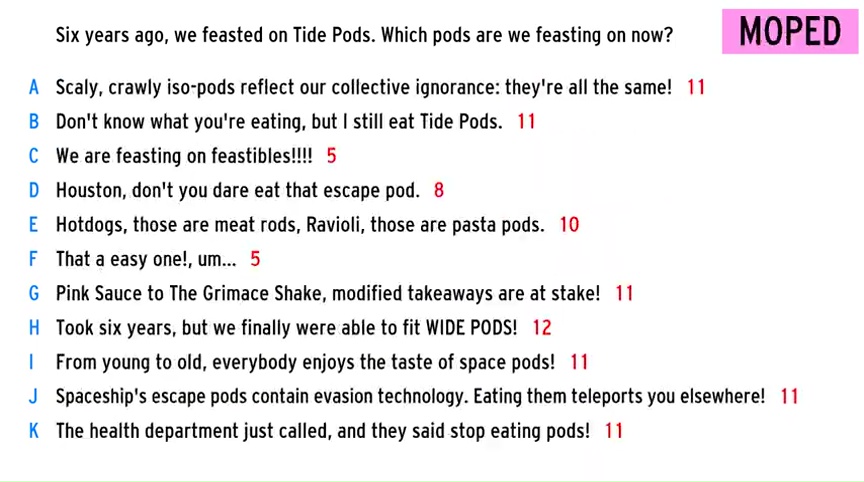 Six years ago, we feasted on Tide Pods. Which pods are we feasting on now?
MOPED
A Scaly, crawly iso-pods reflect our collective ignorance: they're all the same! 11
B Don't know what you're eating, but I still eat Tide Pods. 11
C We are feasting on feastibles!!!! 5
D Houston, don't you dare eat that escape pod. 8
E Hotdogs, those are meat rods, Ravioli, those are pasta pods. 10
F That a easy one!, um... 5
G Pink Sauce to The Grimace Shake, modified takeaways are at stake! 11
H Took six years, but we finally were able to fit WIDE PODS! 12
I From young to old, everybody enjoys the taste of space pods! 11
J Spaceship's escape pods contain evasion technology. Eating them teleports you elsewhere! 11
K The health department just called, and they said stop eating pods! 11